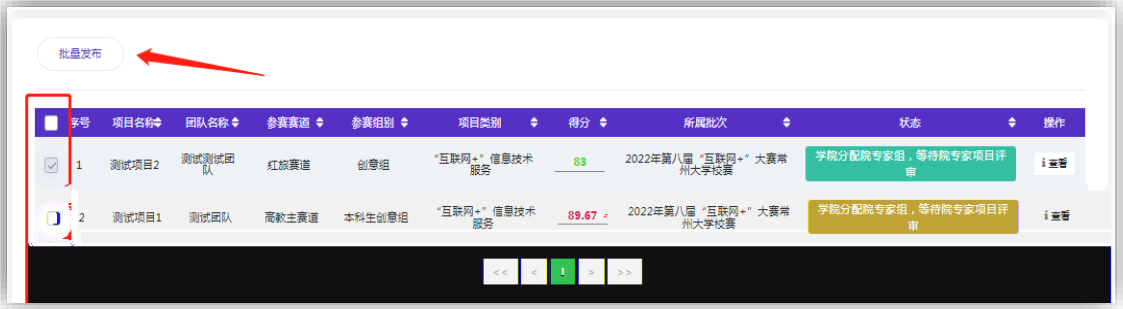 批量发布
序号 项目名称 团队名称 参赛赛道 参赛组别 项目类别 得分 所属批次 状态 操作
1 测试项目2 测试测试团队 红旅赛道 创意组 “互联网+”信息技术服务 83 2022年第八届“互联网+”大赛常州大学校赛 学院分配院专家组，等待院专家项目评审 i 查看
2 测试项目1 测试团队 高教主赛道 本科生创意组 “互联网+”信息技术服务 89.67 2022年第八届“互联网+”大赛常州大学校赛 学院分配院专家组，等待院专家项目评审 i 查看
<< < 1 > >>